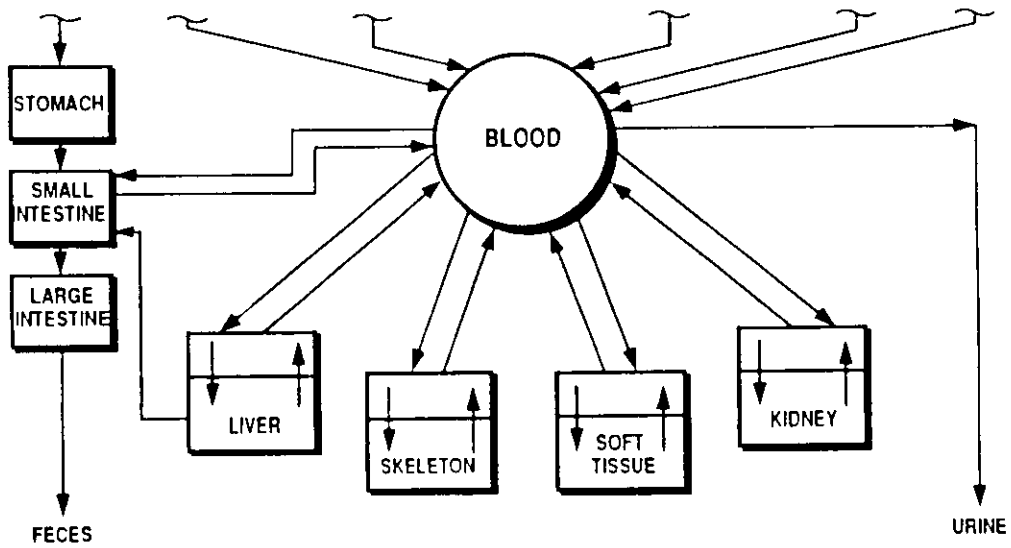 STOMACH
BLOOD
SMALL
INTESTINE
LARGE
INTESTINE
LIVER
SKELETON
SOFT
TISSUE
KIDNEY
FECES
URINE